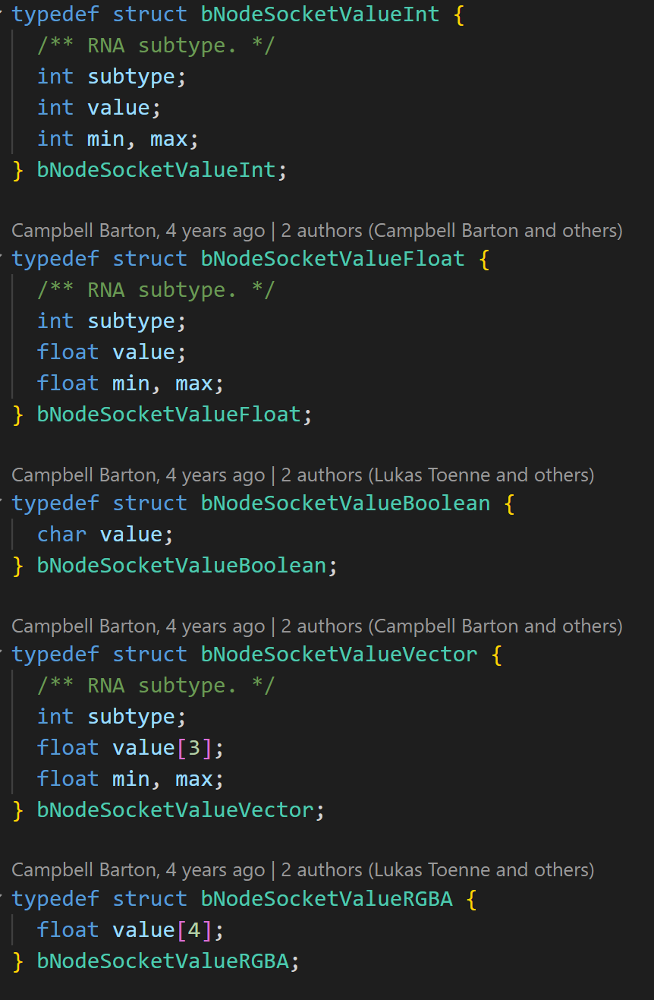 typedef struct bNodeSocketValueInt {
/** RNA subtype. */
int subtype;
int value;
int min, max;
} bNodeSocketValueInt;
Campbell Barton, 4 years ago | 2 authors (Campbell Barton and others)
typedef struct bNodeSocketValueFloat {
/** RNA subtype. */
int subtype;
float value;
float min, max;
} bNodeSocketValueFloat;
Campbell Barton, 4 years ago | 2 authors (Lukas Toenne and others)
typedef struct bNodeSocketValueBoolean {
char value;
} bNodeSocketValueBoolean;
Campbell Barton, 4 years ago | 2 authors (Campbell Barton and others)
typedef struct bNodeSocketValueVector {
/** RNA subtype. */
int subtype;
float value[3];
float min, max;
} bNodeSocketValueVector;
Campbell Barton, 4 years ago | 2 authors (Lukas Toenne and others)
typedef struct bNodeSocketValueRGBA {
float value[4];
} bNodeSocketValueRGBA;